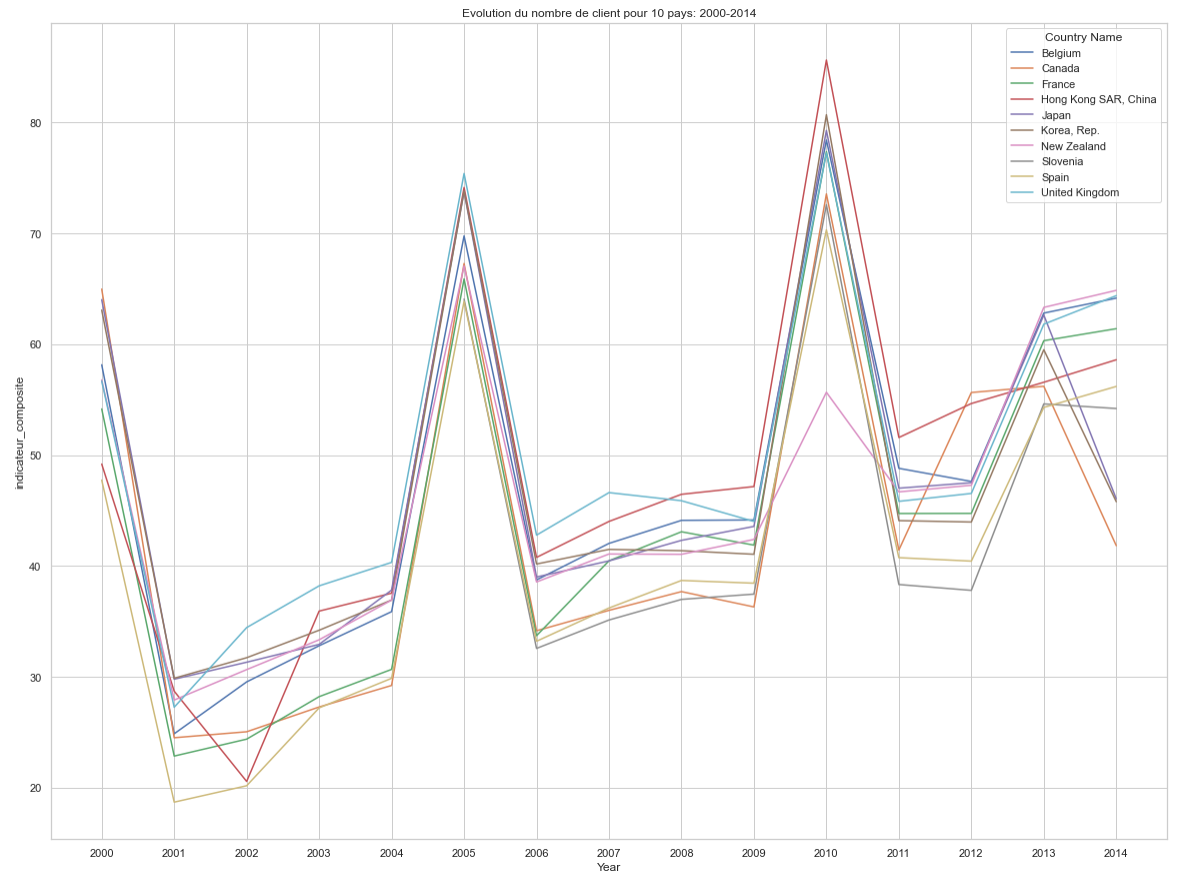 Evolution du nombre de client pour 10 pays: 2000-2014
Country Name
Belgium
Canada
France
Hong Kong SAR, China
Japan
Korea, Rep.
New Zealand
Slovenia
Spain
United Kingdom
80
70
60
50
40
30
20
indicateur_composite
2000 2001 2002 2003 2004 2005 2006 2007 2008 2009 2010 2011 2012 2013 2014
Year